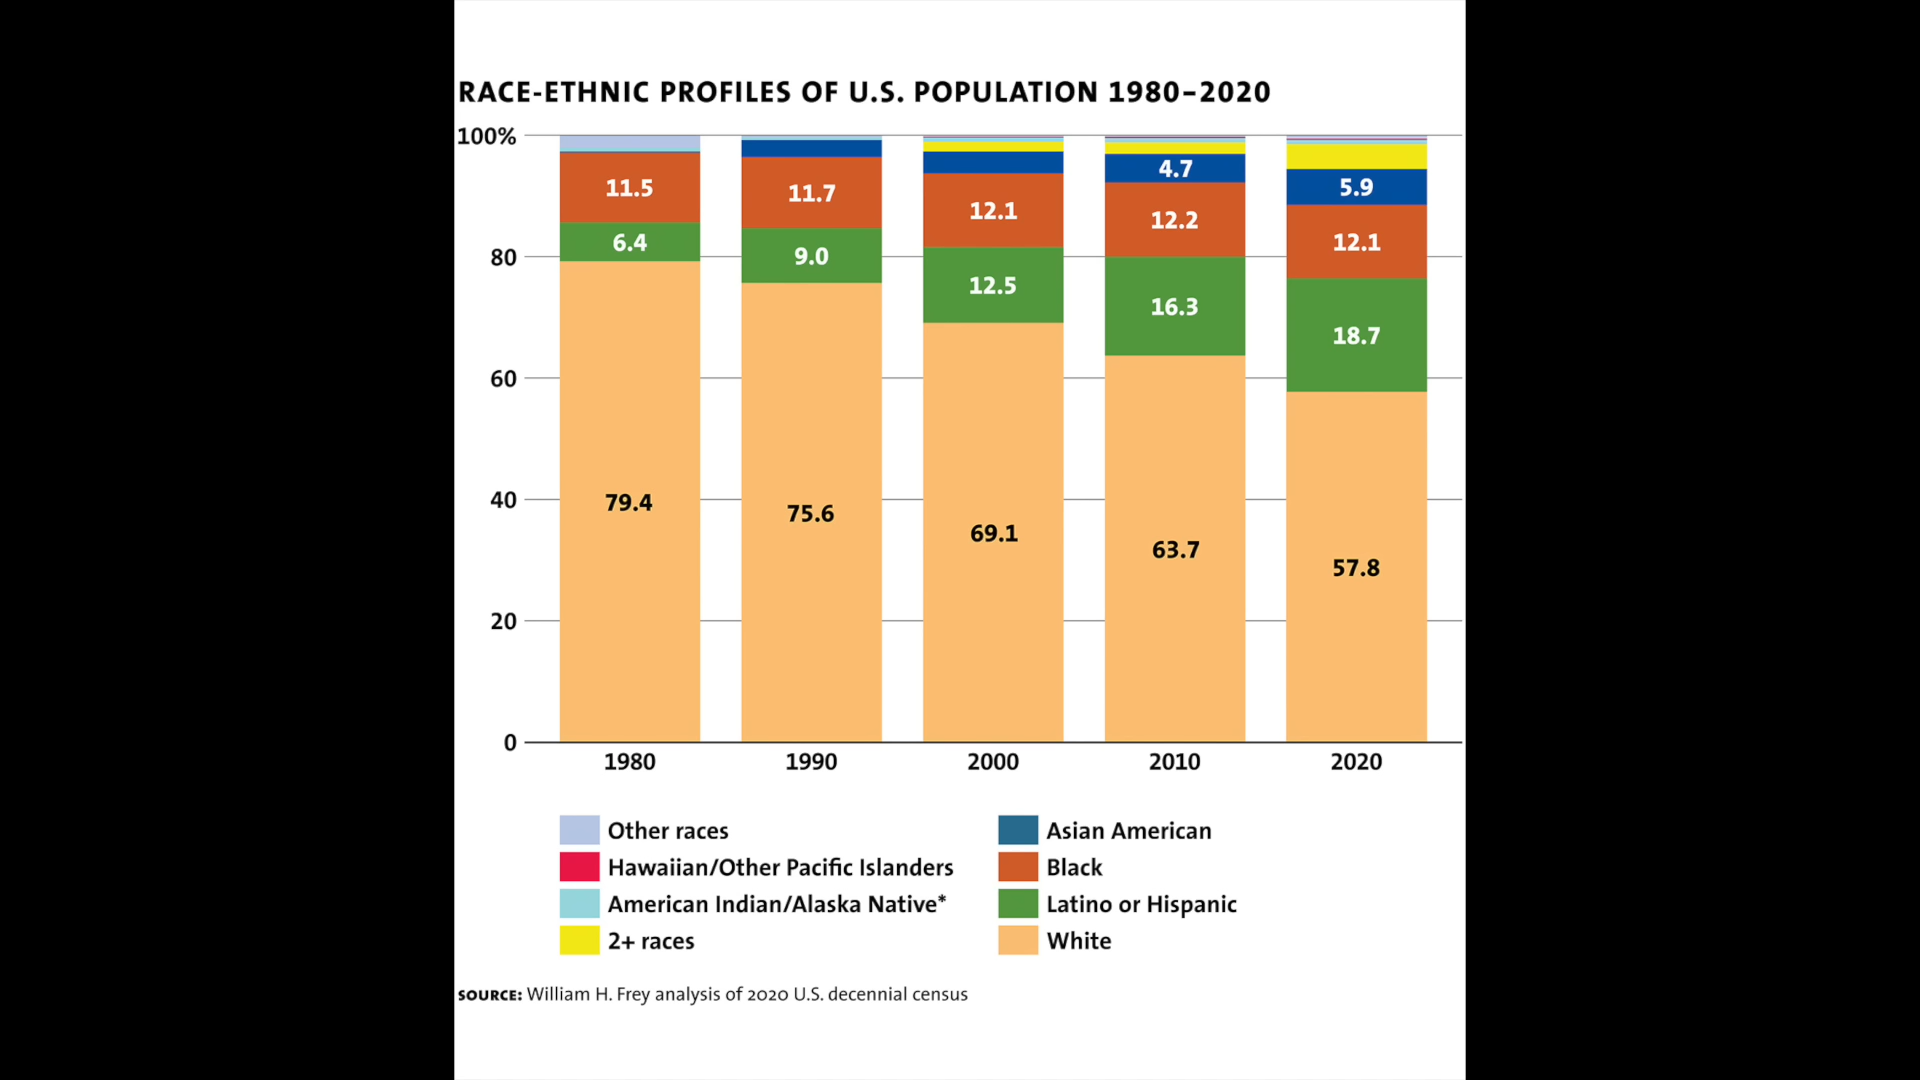 RACE-ETHNIC PROFILES OF U.S. POPULATION 1980–2020
100%
80
60
40
20
0
11.5
6.4
79.4
11.7
9.0
75.6
12.1
12.5
69.1
4.7
12.2
16.3
63.7
5.9
12.1
18.7
57.8
1980 1990 2000 2010 2020
Other races
Hawaiian/Other Pacific Islanders
American Indian/Alaska Native*
2+ races
Asian American
Black
Latino or Hispanic
White
SOURCE: William H. Frey analysis of 2020 U.S. decennial census